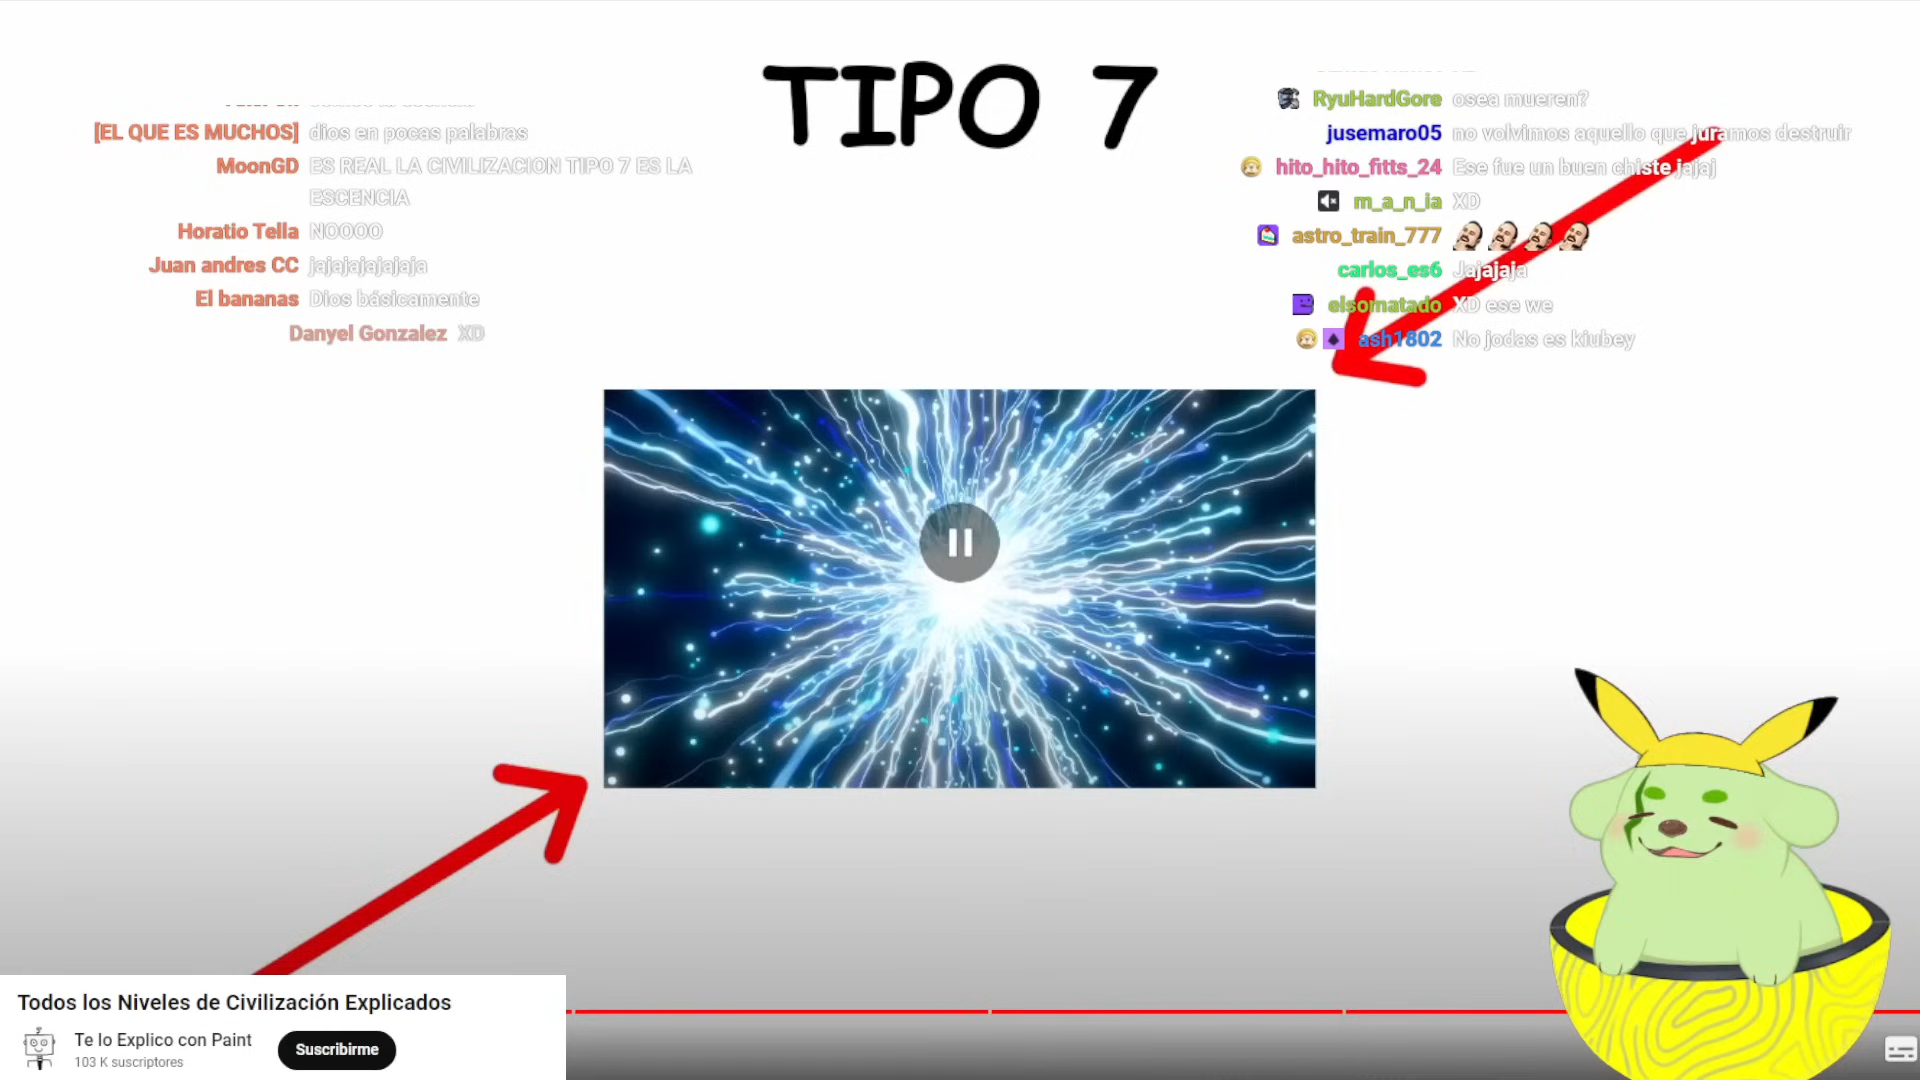 TIPO 7
[EL QUE ES MUCHOS] dios en pocas palabras
MoonGD ES REAL LA CIVILIZACION TIPO 7 ES LA
ESCENCIA
Horatio Tella NOOOO
Juan andres CC jajajajajajaja
El bananas Dios básicamente
Danyel Gonzalez XD
RyuHardGore osea mueren?
jusemaro05 no volvimos aquello que juramos destruir
hito_hito_fitts_24 Ese fue un buen chiste jajaj
m_a_n_ia XD
astro_train_777
carlos_es6 Jajajaja
elsomatado XD ese we
ash1802 No jodas es kiubey
Todos los Niveles de Civilización Explicados
Te lo Explico con Paint
103 K suscriptores
Suscribirme